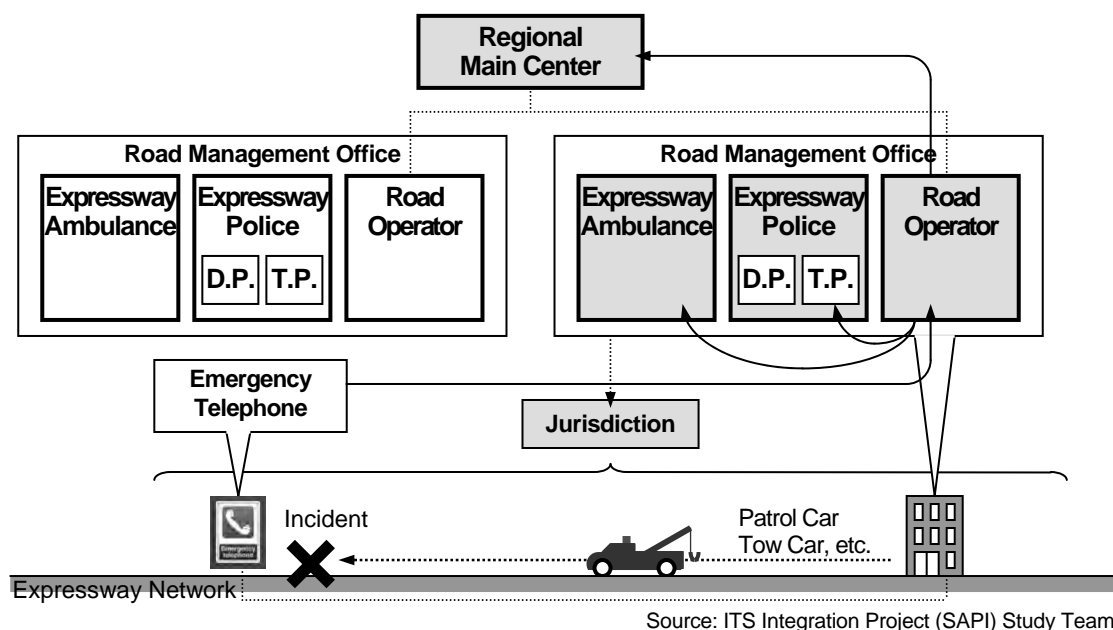 Regional
Main Center
Road Management Office
Expressway
Ambulance
Expressway
Police
D.P. T.P.
Road
Operator
Road Management Office
Expressway
Ambulance
Expressway
Police
D.P. T.P.
Road
Operator
Emergency
Telephone
Jurisdiction
Emergency
telephone
Incident
Patrol Car
Tow Car, etc.
Expressway Network
Source: ITS Integration Project (SAPI) Study Team